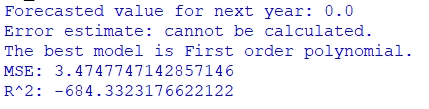 Forecasted value for next year: 0.0
Error estimate: cannot be calculated.
The best model is First order polynomial.
MSE: 3.4747747142857146
R^2: -684.3323176622122